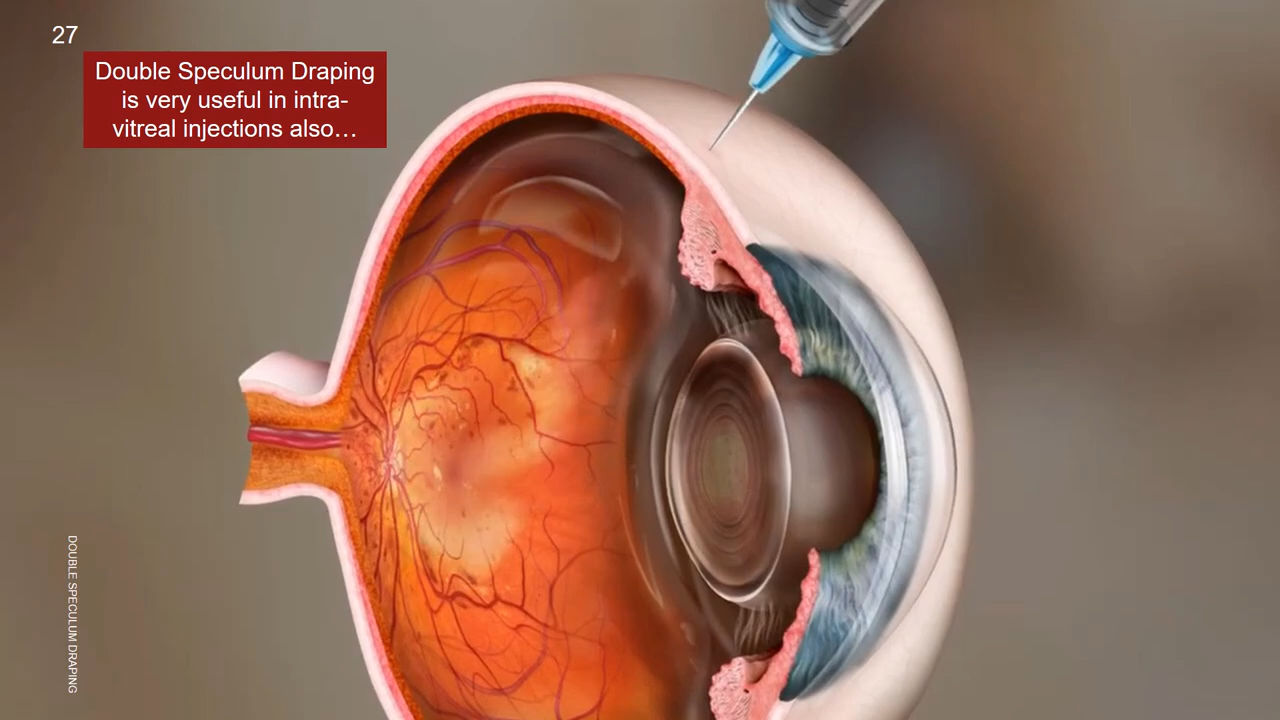 27
Double Speculum Draping
is very useful in intra-
vitreal injections also…
DOUBLE SPECULUM DRAPING